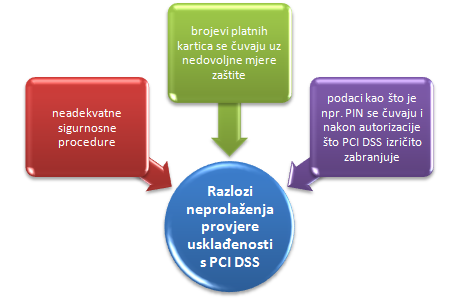 neadekvatne
sigurnosne
procedure
brojevi platnih
kartica se čuvaju uz
nedovoljne mjere
zaštite
podaci kao što je
npr. PIN se čuvaju i
nakon autorizacije
što PCI DSS izričito
zabranjuje
Razlozi
neprolaženja
provjere
usklađenosti
s PCI DSS